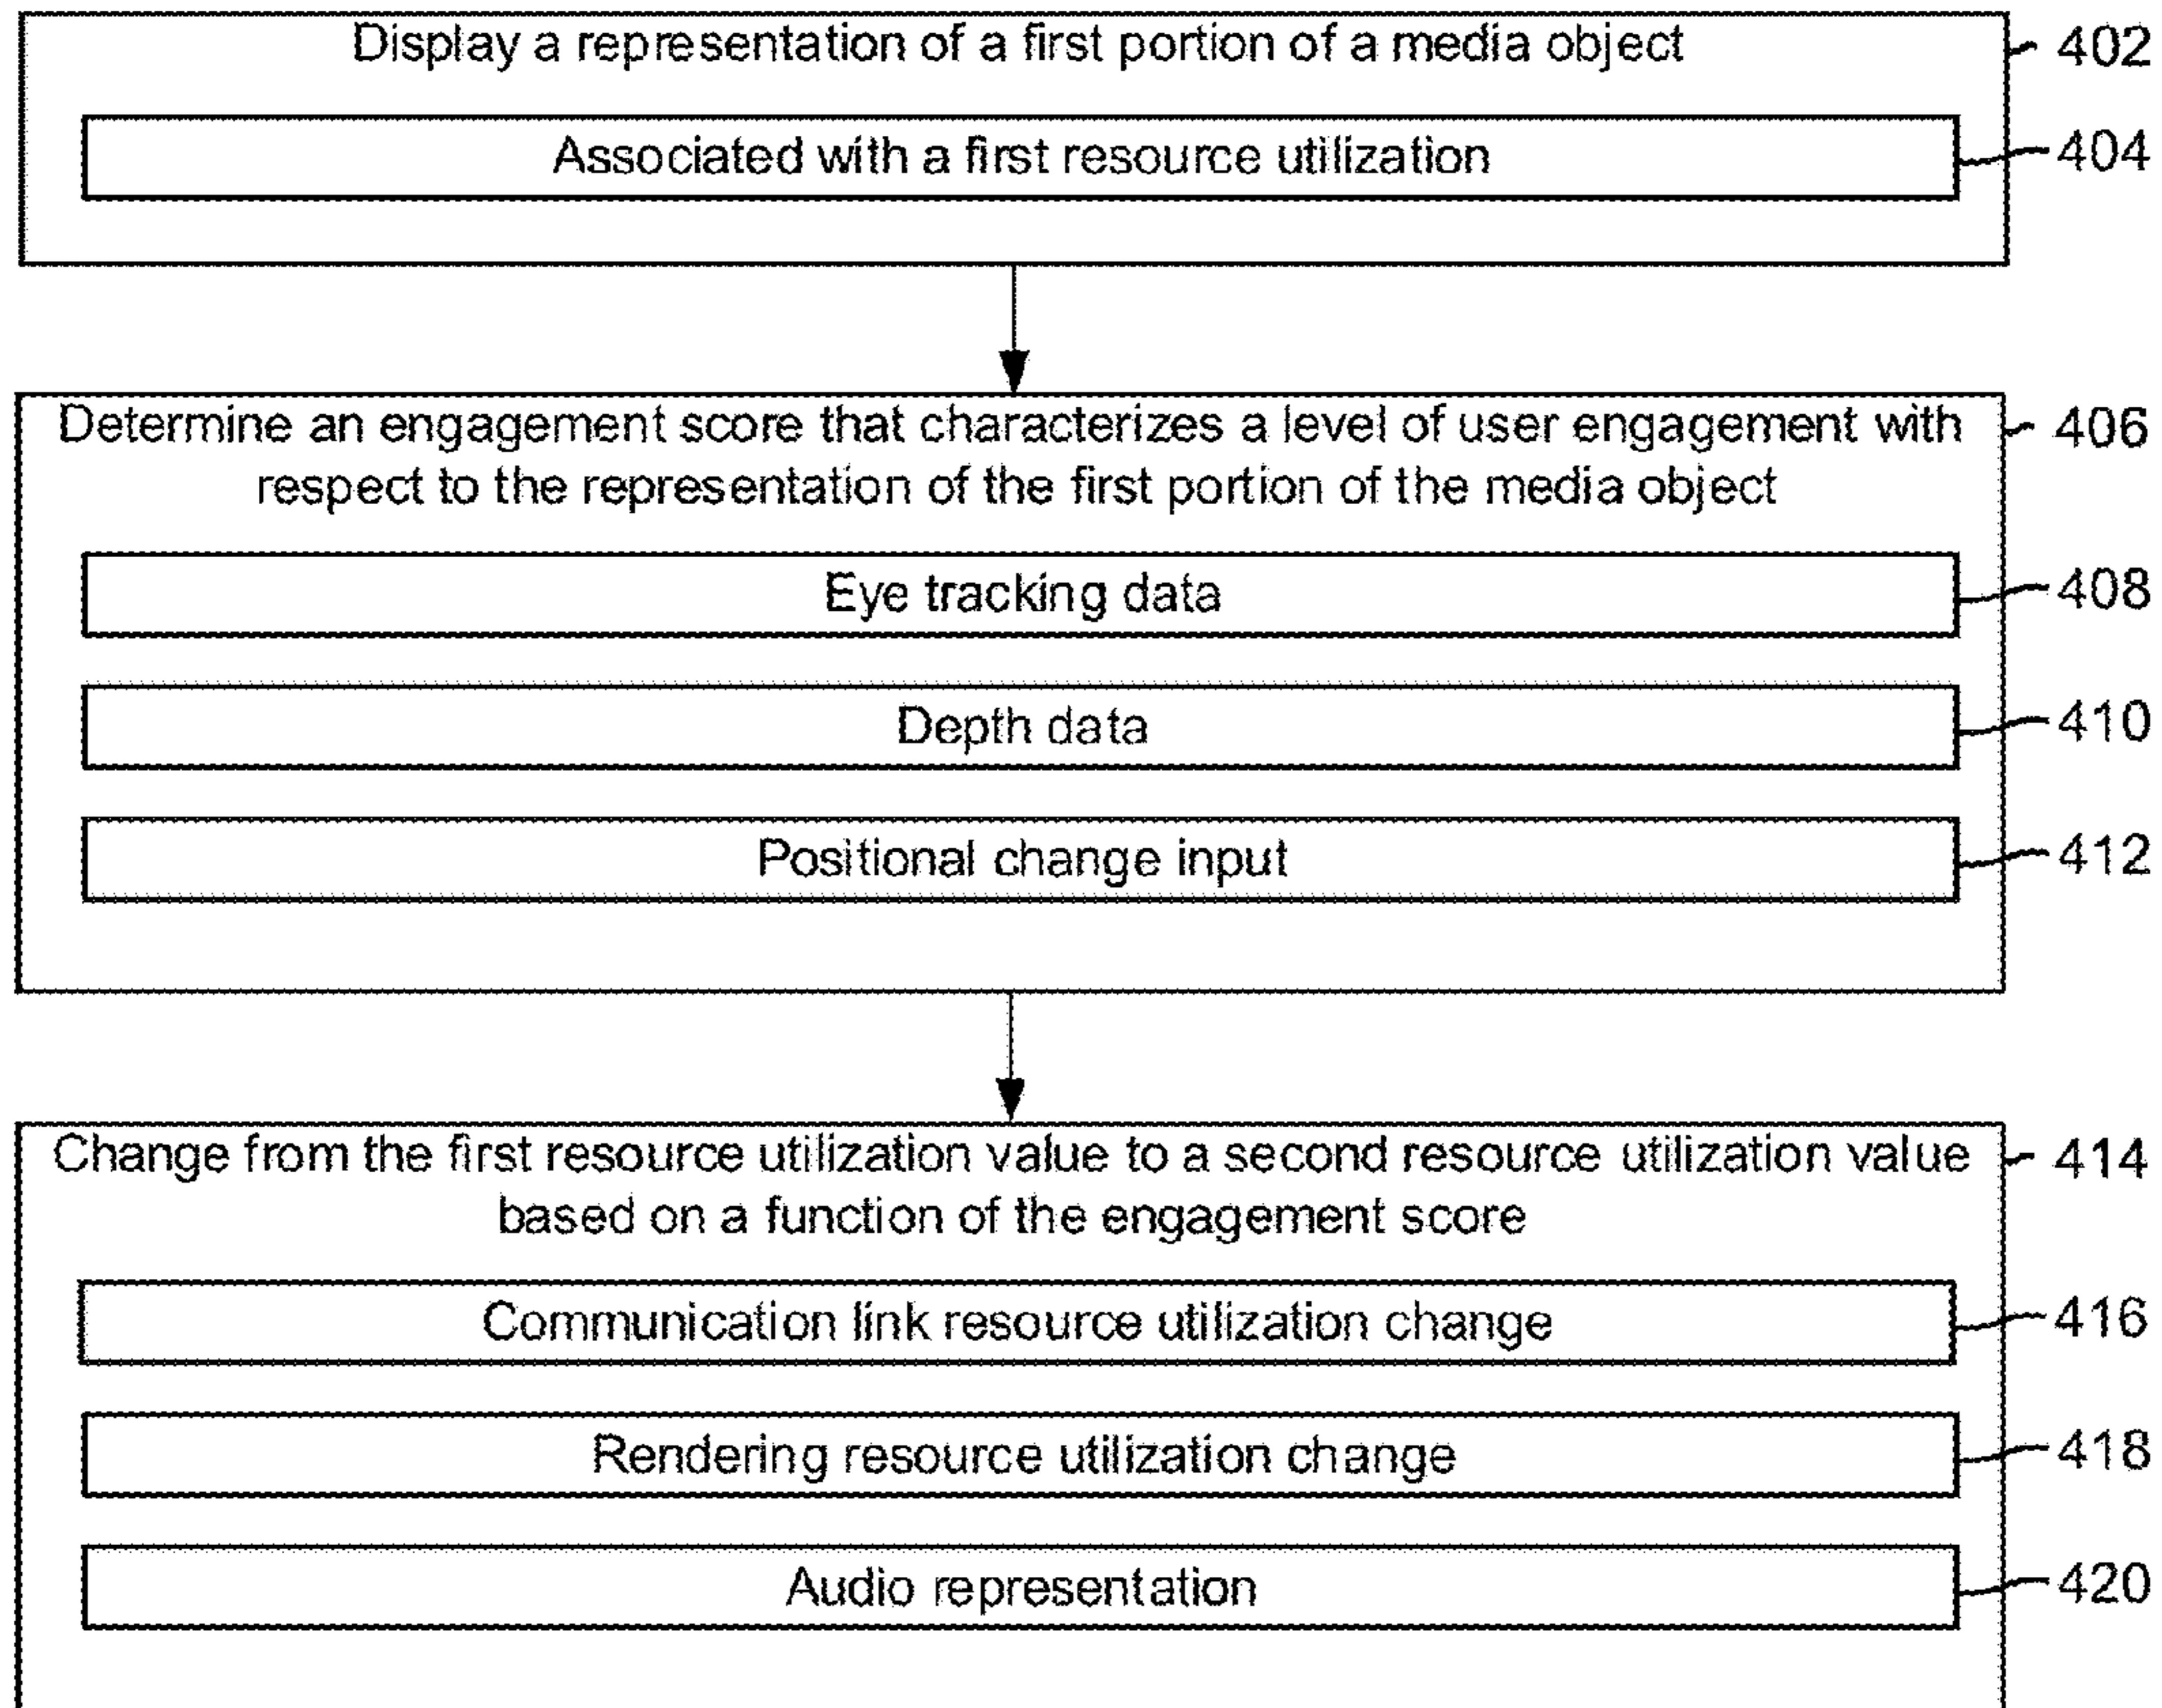 Display a representation of a first portion of a media object
402
Associated with a first resource utilization
404
Determine an engagement score that characterizes a level of user engagement with
respect to the representation of the first portion of the media object
406
Eye tracking data
408
Depth data
410
Positional change input
412
Change from the first resource utilization value to a second resource utilization value
based on a function of the engagement score
414
Communication link resource utilization change
416
Rendering resource utilization change
418
Audio representation
420